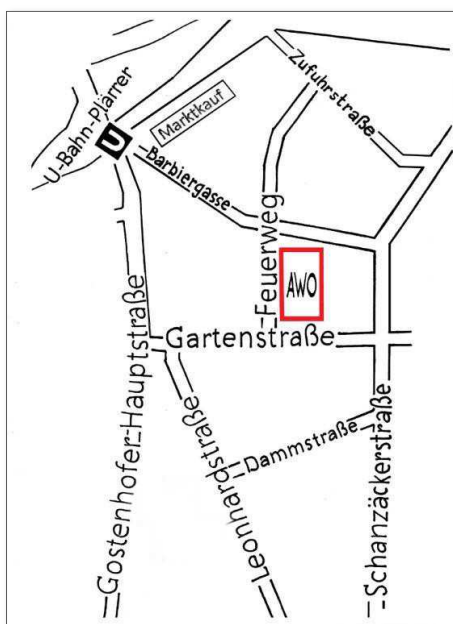 Zufuhrstraße
U-Bahn-Plärrer
U
Marktkauf
Barbiergasse
Feuerweg
AWO
Gartenstraße
Gostenhofer-Hauptstraße
Leonhardstraße
Dammstraße
Schanzäckerstraße